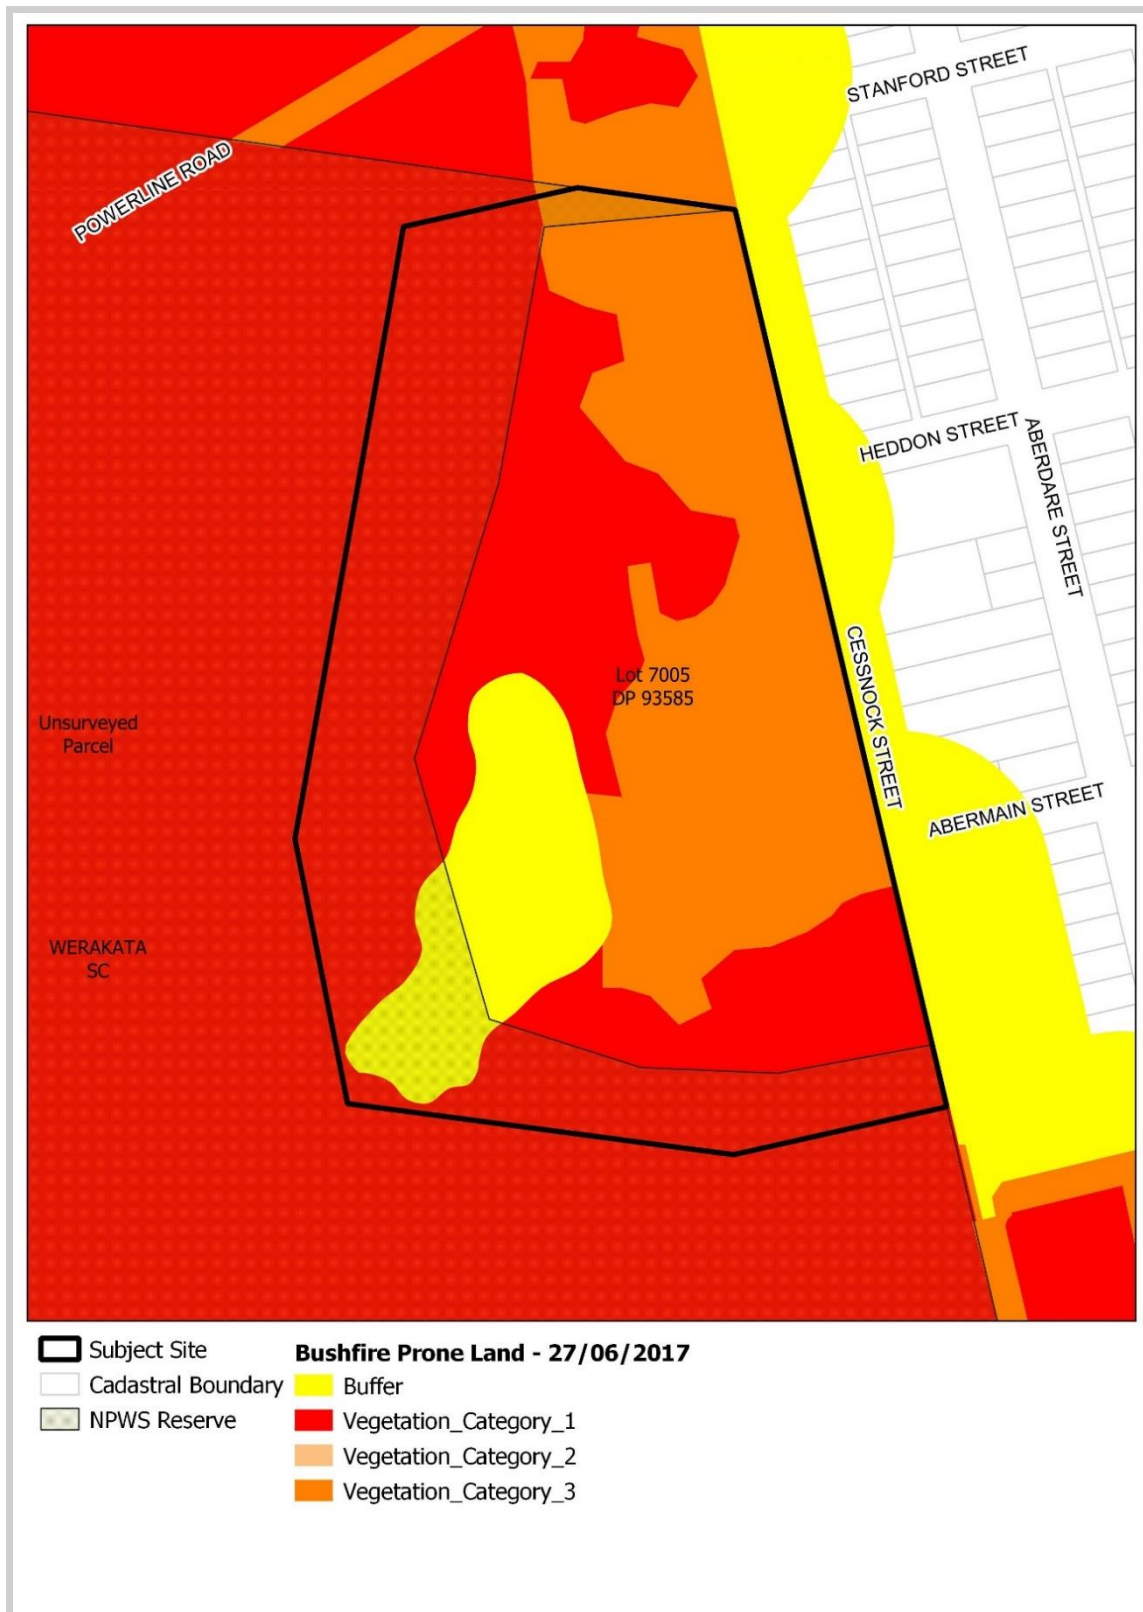 STANFORD STREET
POWERLINE ROAD
HEDDON STREET
ABERDARE STREET
CESSNOCK STREET
Lot 7005
DP 93585
Unsurveyed
Parcel
ABERMAIN STREET
WERAKATA
SC
Subject Site
Cadastral Boundary
NPWS Reserve
Bushfire Prone Land - 27/06/2017
Buffer
Vegetation_Category_1
Vegetation_Category_2
Vegetation_Category_3